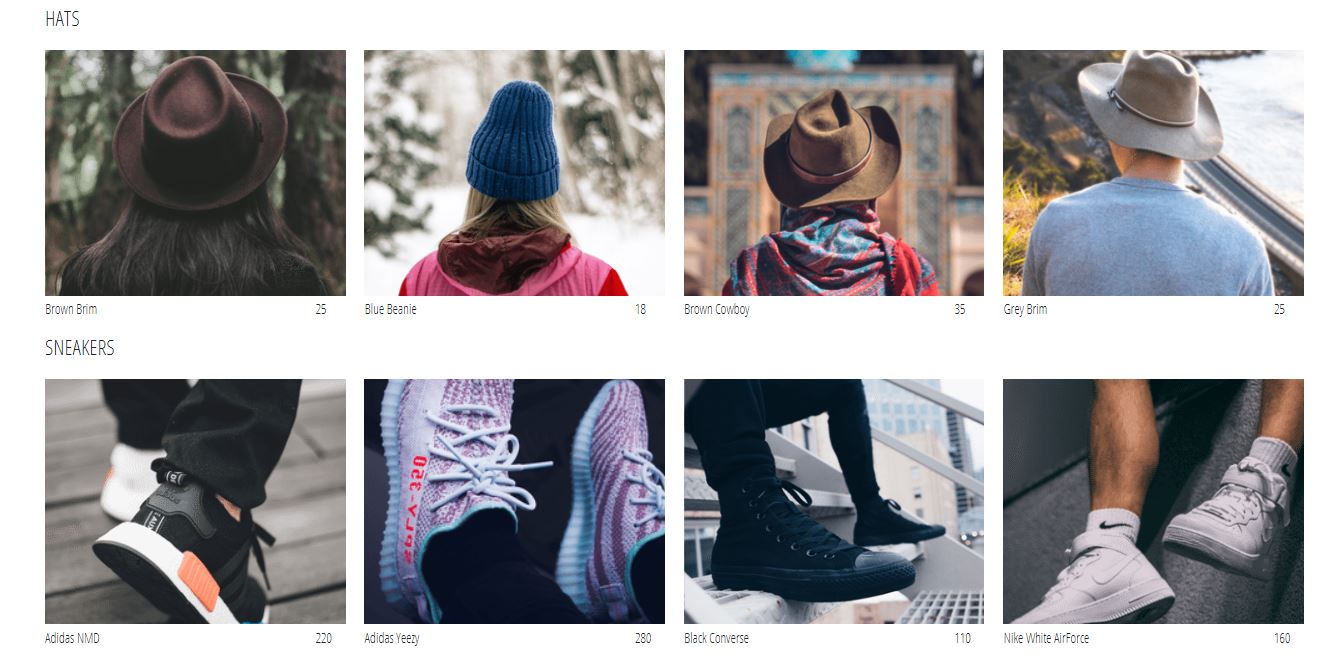 HATS
Brown Brim 25
Blue Beanie 18
Brown Cowboy 35
Grey Brim 25
SNEAKERS
Adidas NMD 220
Adidas Yeezy 280
Black Converse 110
Nike White AirForce 160